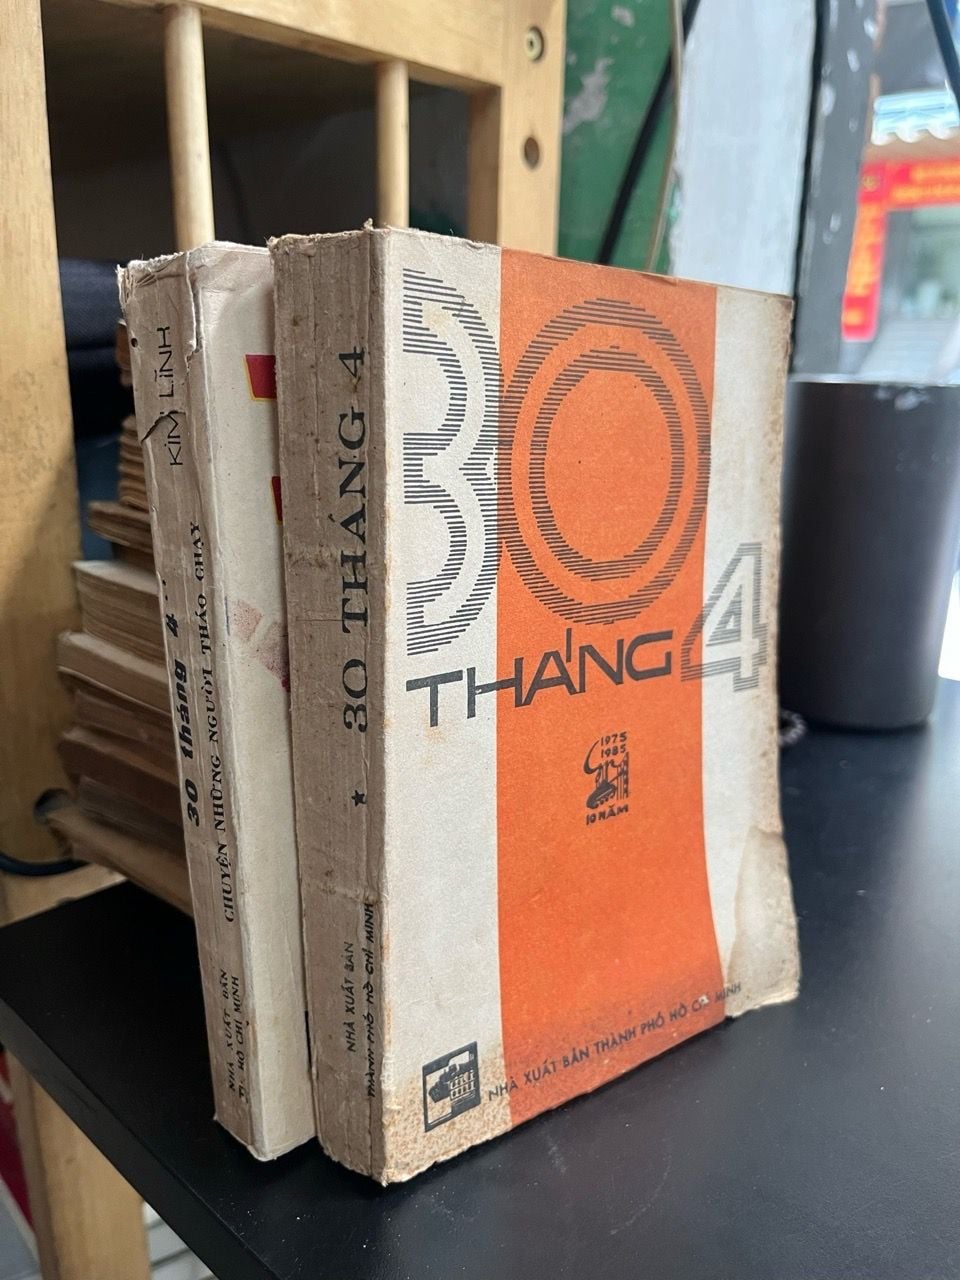 KIM LĨNH
30 tháng 4
CHUYỆN NHỮNG NGƯỜI THÁO CHẠY
NHÀ XUẤT BẢN
TP HỒ CHÍ MINH
30 THÁNG 4
NHÀ XUẤT BẢN
THÀNH PHỐ HỒ CHÍ MINH
30
THÁNG 4
1975
1985
10 NĂM
NHÀ XUẤT BẢN THÀNH PHỐ HỒ CHÍ MINH